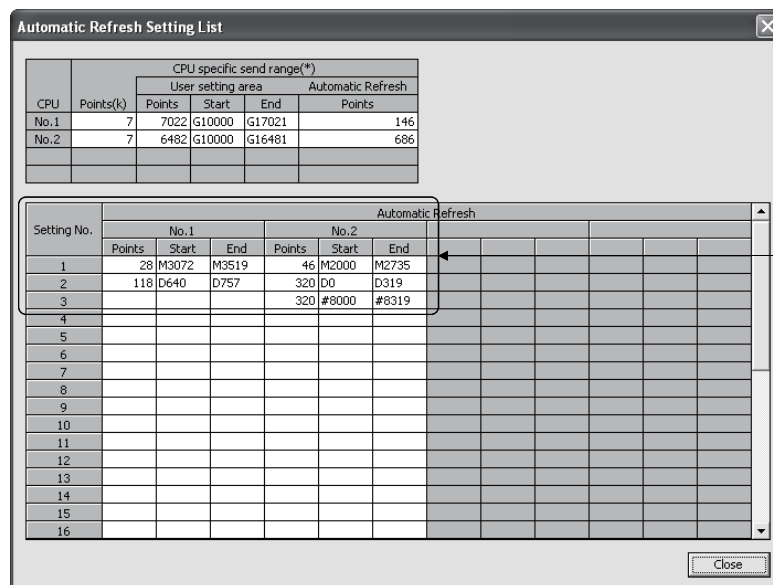 Automatic Refresh Setting List
CPU specific send range(*)
User setting area Automatic Refresh
CPU Points(k) Points Start End Points
No.1 7 7022 G10000 G17021 146
No.2 7 6482 G10000 G16481 686
Automatic Refresh
Setting No. No.1 No.2
Points Start End Points Start End
1 28 M3072 M3519 46 M2000 M2735
2 118 D640 D757 320 D0 D319
3 320 #8000 #8319
4
5
6
7
8
9
10
11
12
13
14
15
16
Close